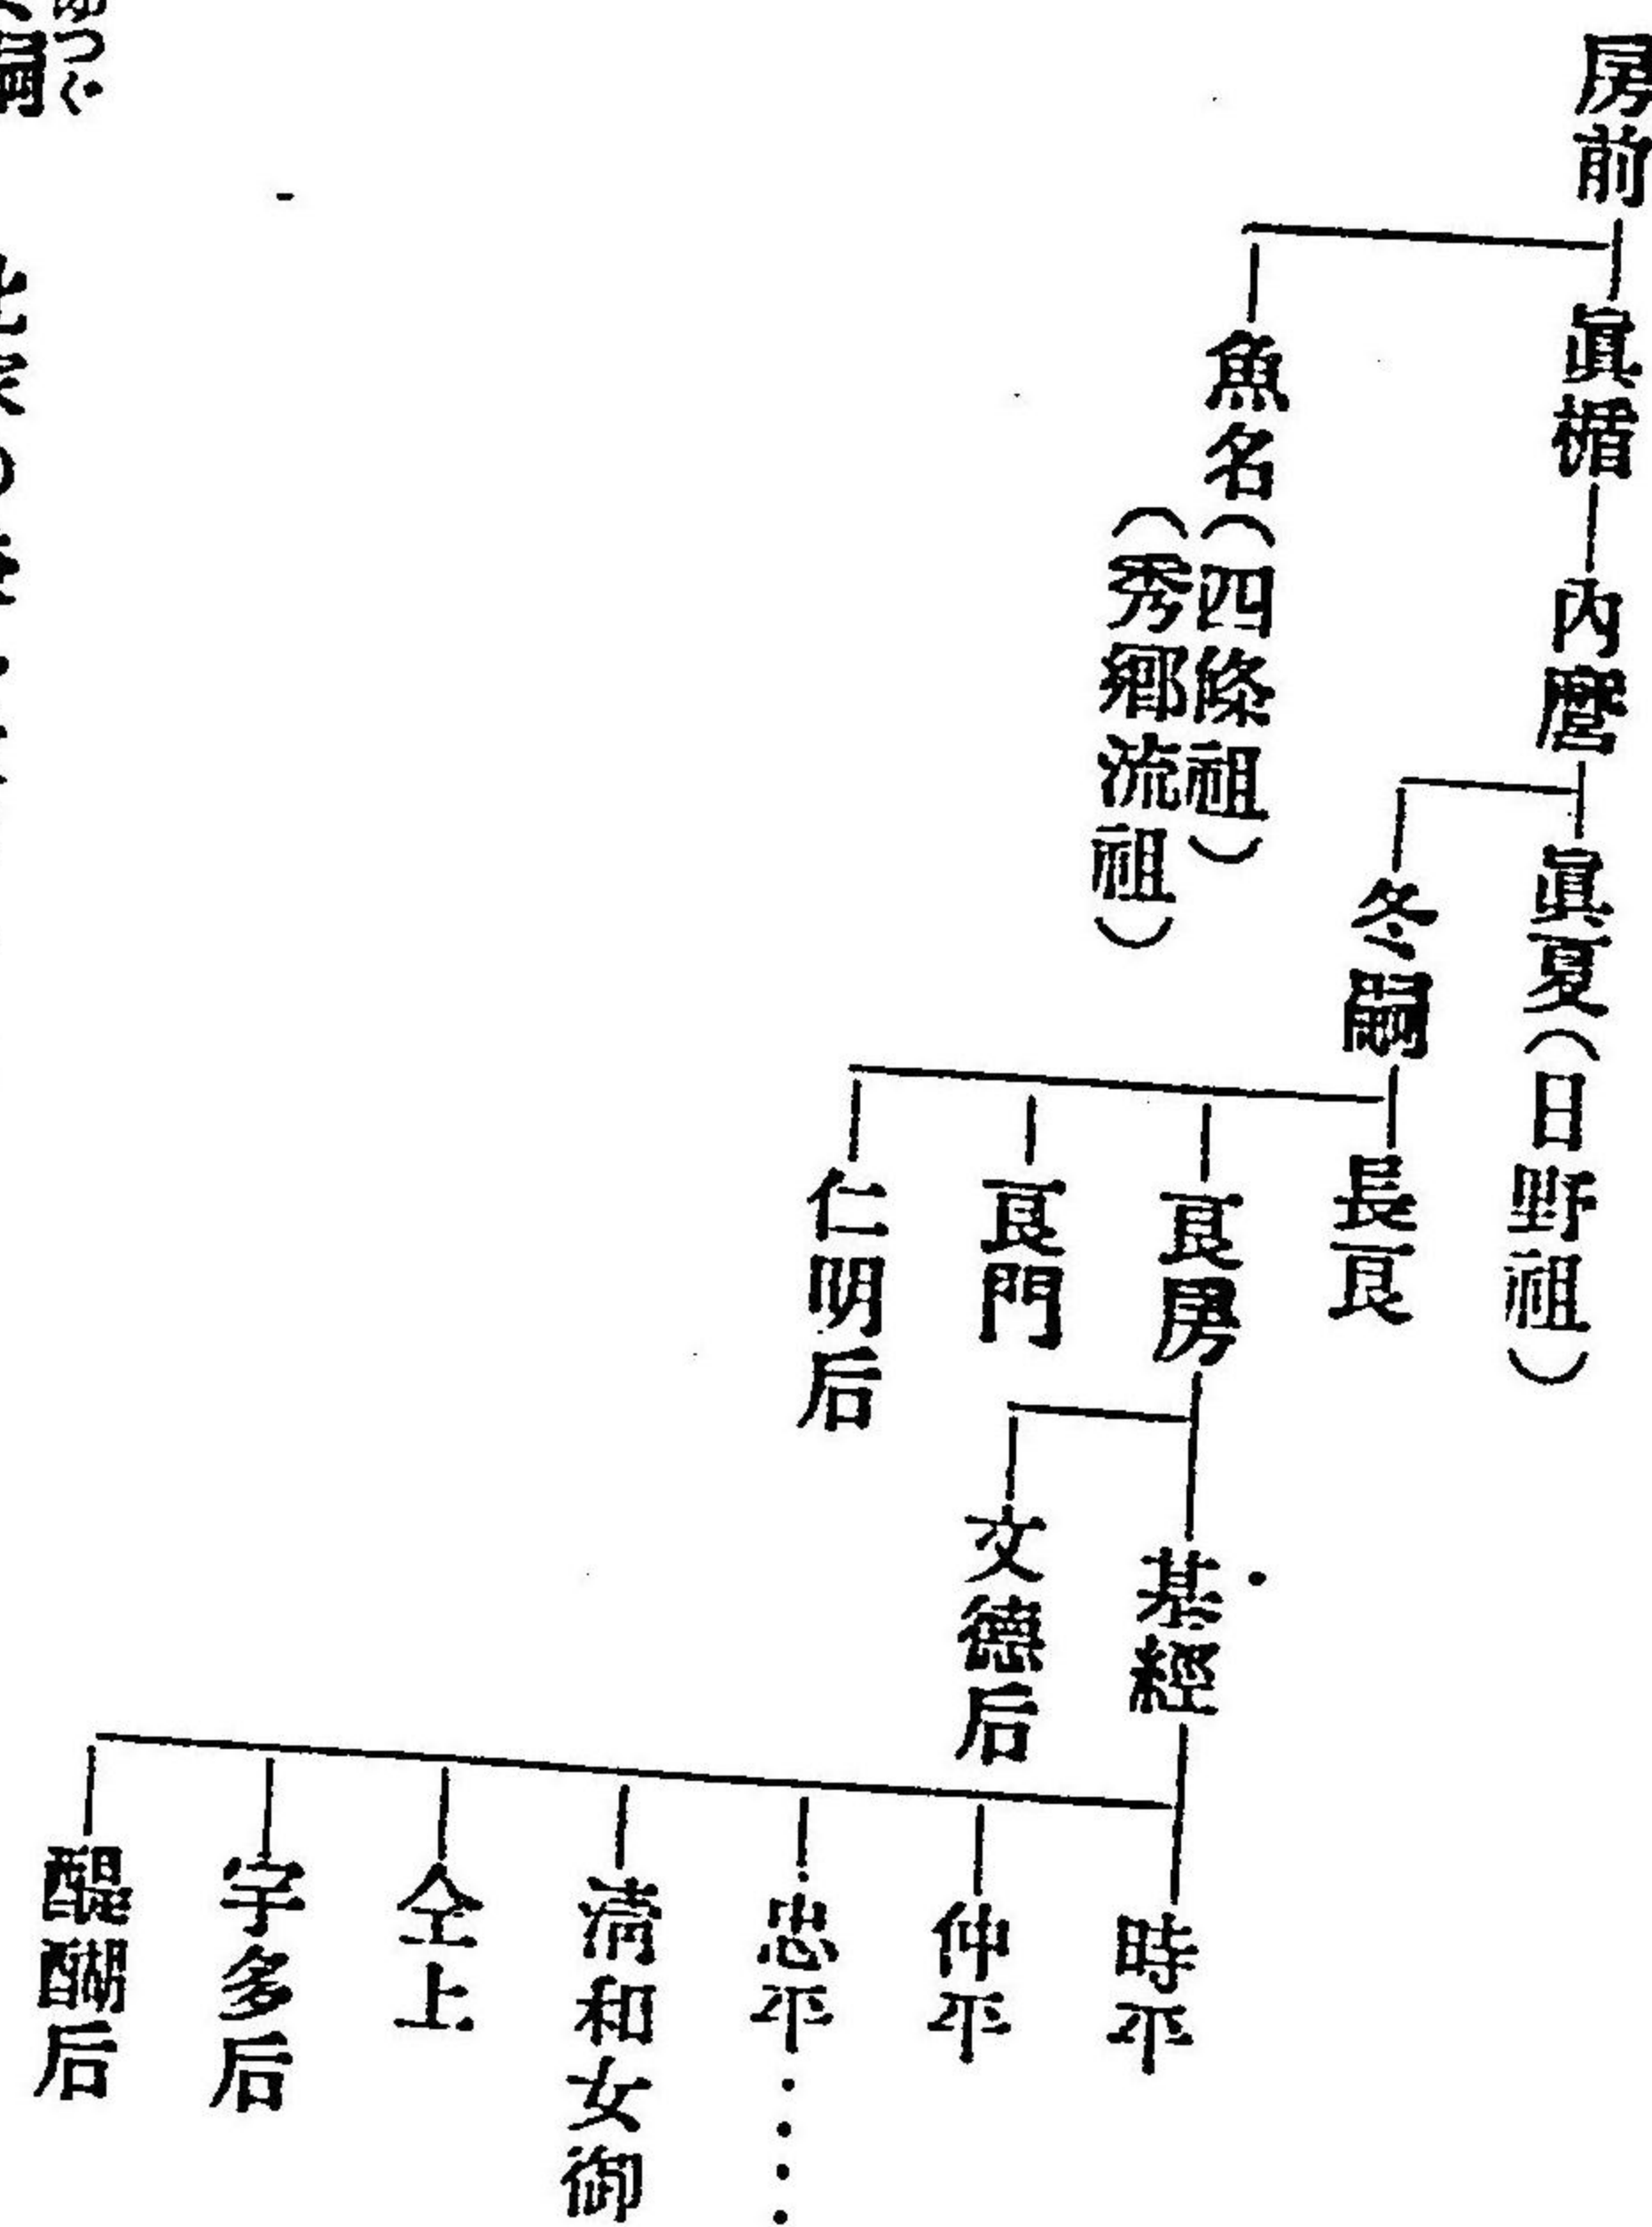 房前
眞楯
內麿
眞夏(日野祖)
冬嗣
長良
良房
基經
時平
仲平
忠平‥‥
清和女御
仝上
宇多后
醍醐后
文德后
良門
仁明后
魚名(四條祖)
(秀鄕流祖)